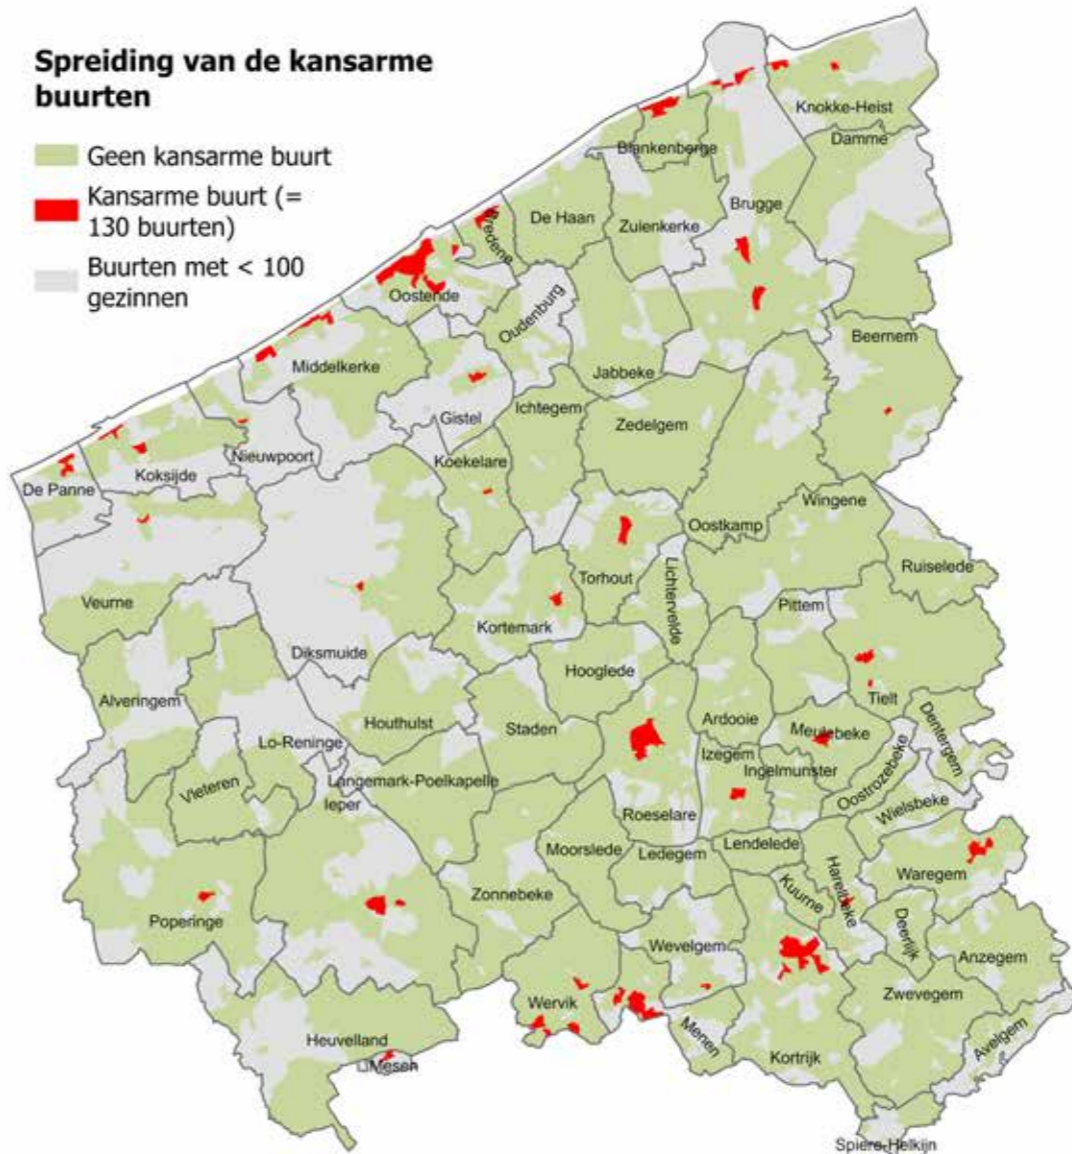 Spreiding van de kansarme
buurten
Geen kansarme buurt
Kansarme buurt (=
130 buurten)
Buurten met < 100
gezinnen
Knokke-Heist
Damme
Blankenberge
Brugge
De Haan
Zuienkerke
Bredene
Oostende
Oudenburg
Beernem
Middelkerke
Jabbeke
Ichtegem
Gistel
Zedelgem
Nieuwpoort
Koekelare
Koksijde
De Panne
Wingene
Oostkamp
Ruiselede
Torhout
Lichtervelde
Veurne
Pittem
Kortemark
Diksmuide
Hooglede
Tielt
Alveringem
Ardooie
Dentergem
Houthulst
Staden
Meulebeke
Lo-Reninge
Izegem
Ingelmunster
Oostrozebeke
Vleteren
Langemark-Poelkapelle
Ieper
Wielsbeke
Roeselare
Lendelede
Moorslede
Ledegem
Harelbeke
Waregem
Kuurne
Zonnebeke
Poperinge
Deerlijk
Wevelgem
Anzegem
Zwevegem
Wervik
Menen
Avelgem
Heuvelland
Mesen
Kortrijk
Spiere-Helkijn